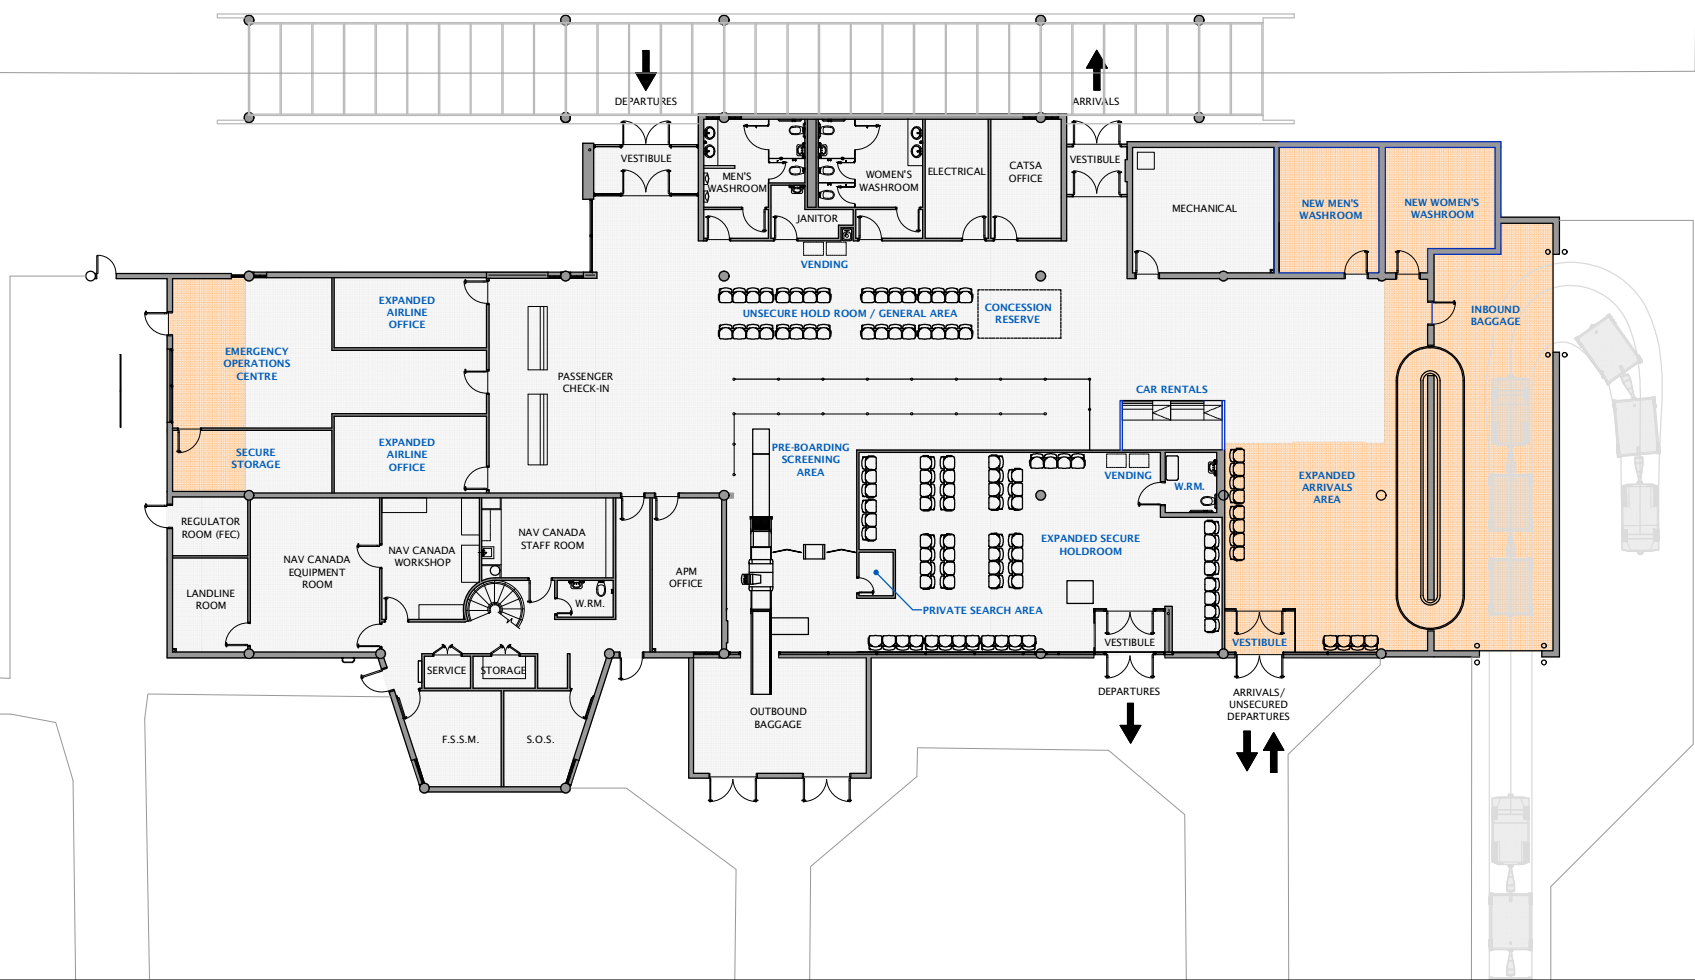 DEPARTURES
ARRIVALS
VESTIBULE
MEN'S
WASHROOM
WOMEN'S
WASHROOM
ELECTRICAL
CATSA
OFFICE
VESTIBULE
JANITOR
MECHANICAL
NEW MEN'S
WASHROOM
NEW WOMEN'S
WASHROOM
VENDING
EXPANDED
AIRLINE
OFFICE
UNSECURE HOLD ROOM / GENERAL AREA
CONCESSION
RESERVE
INBOUND
BAGGAGE
EMERGENCY
OPERATIONS
CENTRE
PASSENGER
CHECK-IN
CAR RENTALS
SECURE
STORAGE
EXPANDED
AIRLINE
OFFICE
PRE-BOARDING
SCREENING
AREA
VENDING
W.RM.
EXPANDED
ARRIVALS
AREA
REGULATOR
ROOM (FEC)
NAV CANADA
EQUIPMENT
ROOM
NAV CANADA
WORKSHOP
NAV CANADA
STAFF ROOM
EXPANDED SECURE
HOLDROOM
LANDLINE
ROOM
W.RM.
APM
OFFICE
PRIVATE SEARCH AREA
VESTIBULE
VESTIBULE
SERVICE
STORAGE
DEPARTURES
ARRIVALS/
UNSECURED
DEPARTURES
OUTBOUND
BAGGAGE
F.S.S.M.
S.O.S.